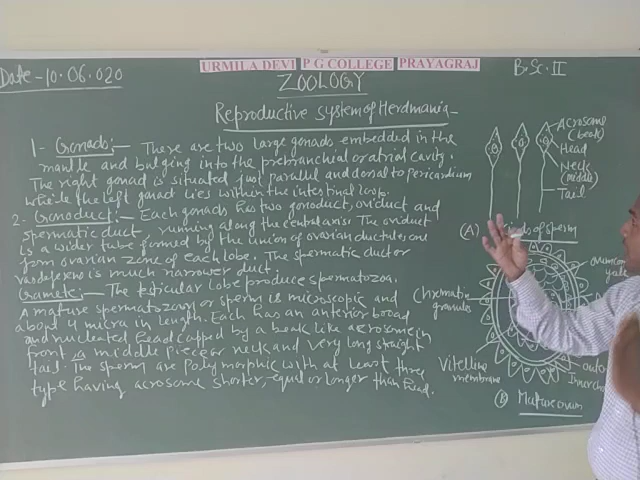 URMILA DEVI P G COLLEGE PRAYAGRAJ
Date - 10.06.020
B.Sc. II
ZOOLOGY
Reproductive system of Herdmania -
1- Gonads:- There are two large gonads embedded in the
mantle and bulging into the prebranchial or atrial cavity.
The right gonad is situated just parallel and dorsal to pericardium
while the left gonad lies within the intestinal loop.
2- Gonoduct:- Each gonads has two gonoduct, oviduct and
spermatic duct, running along the central axis. The oviduct
is a wider tube formed by the union of ovarian ductules one
from ovarian zone of each lobe. The spermatic duct or
vasdeferens is much narrower duct.
Gamete:- The testicular lobe produce spermatozoa.
A mature spermatozoan or sperm is microscopic and
about 4 micra in length. Each has an anterior broad
and nucleated head capped by a beak like acrosome in
front a middle piece or neck and very long straight
tail. The sperm are polymorphic with at least three
type having acrosome shorter, equal or longer than head.
Acrosome
(beak)
Head
Neck
(middle)
Tail
(A)
of sperm
Chromatic
granules
Vitelline
membrane
yolk
Inner
(B) Mature ovum